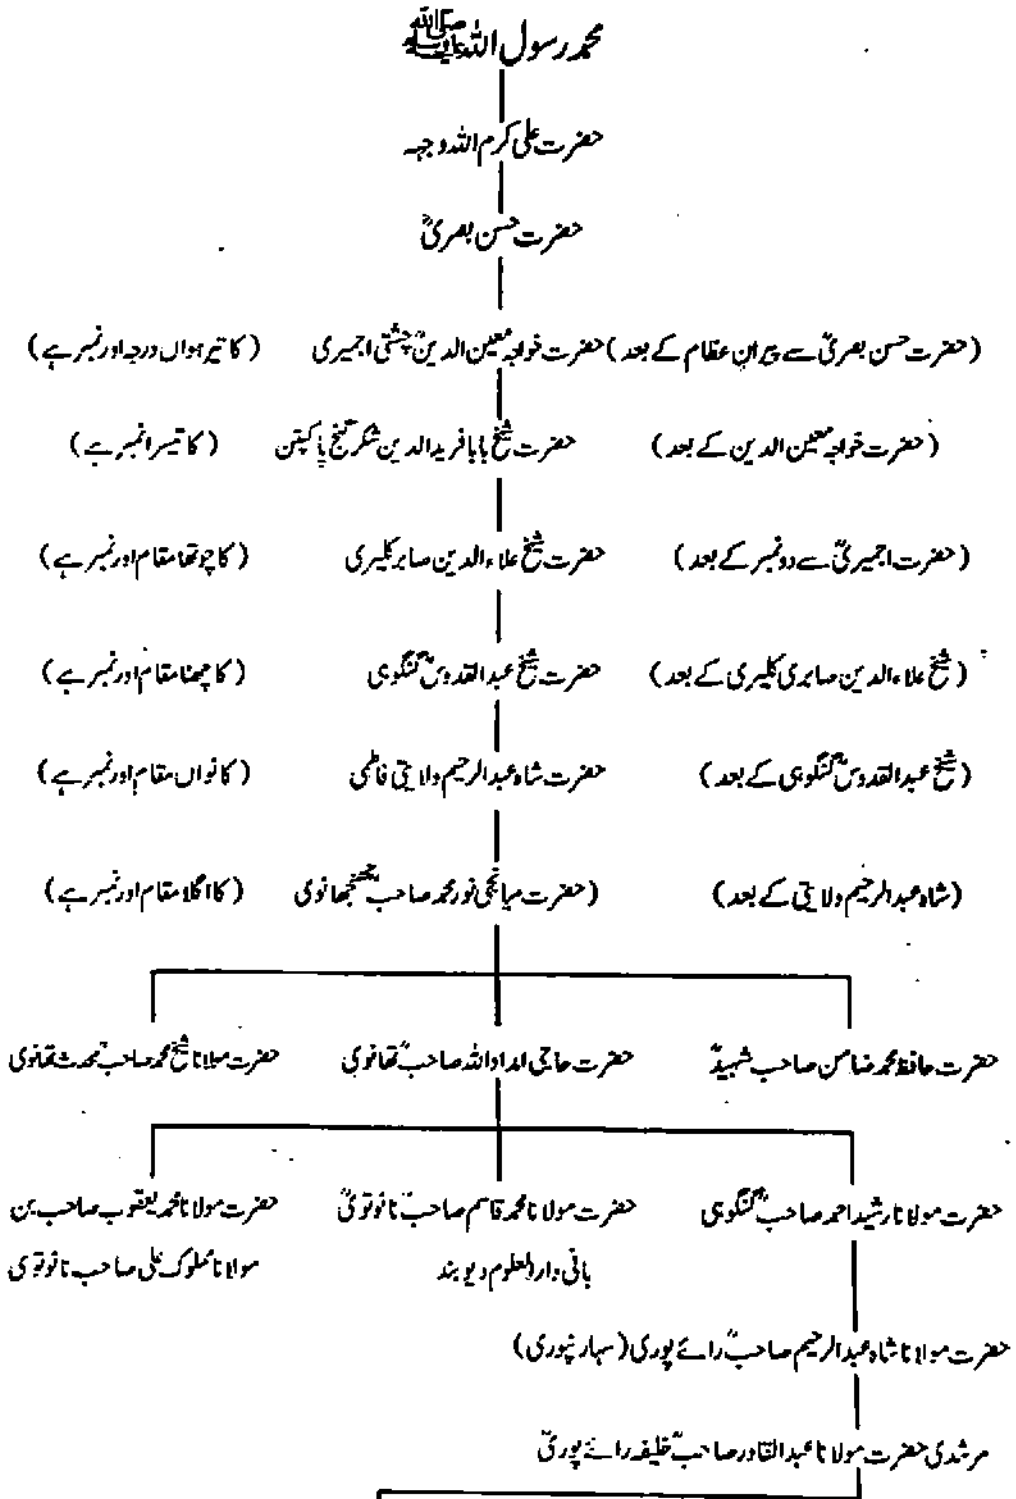 محمد رسول اللہ ﷺ
حضرت علی کرم اللہ وجہہ
حضرت حسن بصریؒ
(حضرت حسن بصریؒ سے پیران عظام کے بعد) حضرت خواجہ معین الدینؒ چشتی اجمیری (کا تیرہواں درجہ اور نمبر ہے)
(حضرت خواجہ معین الدین کے بعد) حضرت شیخ بابا فرید الدین شکر گنج پاکپتن (کا تیسرا نمبر ہے)
(حضرت اجمیریؒ سے دو نمبر کے بعد) حضرت شیخ علاءالدین صابر کلیری (کا چوتھا مقام اور نمبر ہے)
(شیخ علاءالدین صابری کلیری کے بعد) حضرت شیخ عبدالقدوسؒ گنگوہی (کا چھٹا مقام اور نمبر ہے)
(شیخ عبدالقدوسؒ گنگوہی کے بعد) حضرت شاہ عبدالرحیم ولایتی فاطمی (کا نواں مقام اور نمبر ہے)
(شاہ عبدالرحیم ولایتی کے بعد) (حضرت میانجی نور محمد صاحب جھنجھانوی (کا اگلا مقام اور نمبر ہے)
حضرت حافظ محمد ضامن صاحب شہیدؒ حضرت حاجی امداد اللہ صاحبؒ تھانوی حضرت مولانا شیخ محمد صاحبؒ محدث تھانوی
حضرت مولانا رشید احمد صاحبؒ گنگوہی حضرت مولانا محمد قاسم صاحبؒ نانوتویؒ حضرت مولانا محمد یعقوب صاحب بن
بانی دارالعلوم دیوبند مولانا مملوک علی صاحب نانوتوی
حضرت مولانا شاہ عبدالرحیم صاحبؒ رائے پوری (سہارنپوری)
مرشدی حضرت مولانا عبدالقادر صاحبؒ خلیفہ رائے پوریؒ